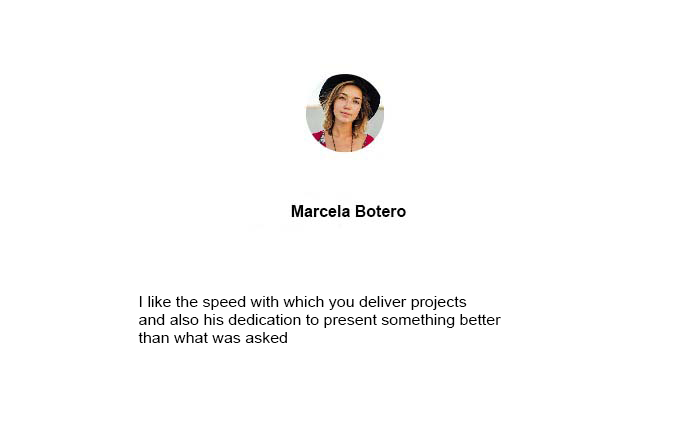 Marcela Botero
I like the speed with which you deliver projects
and also his dedication to present something better
than what was asked